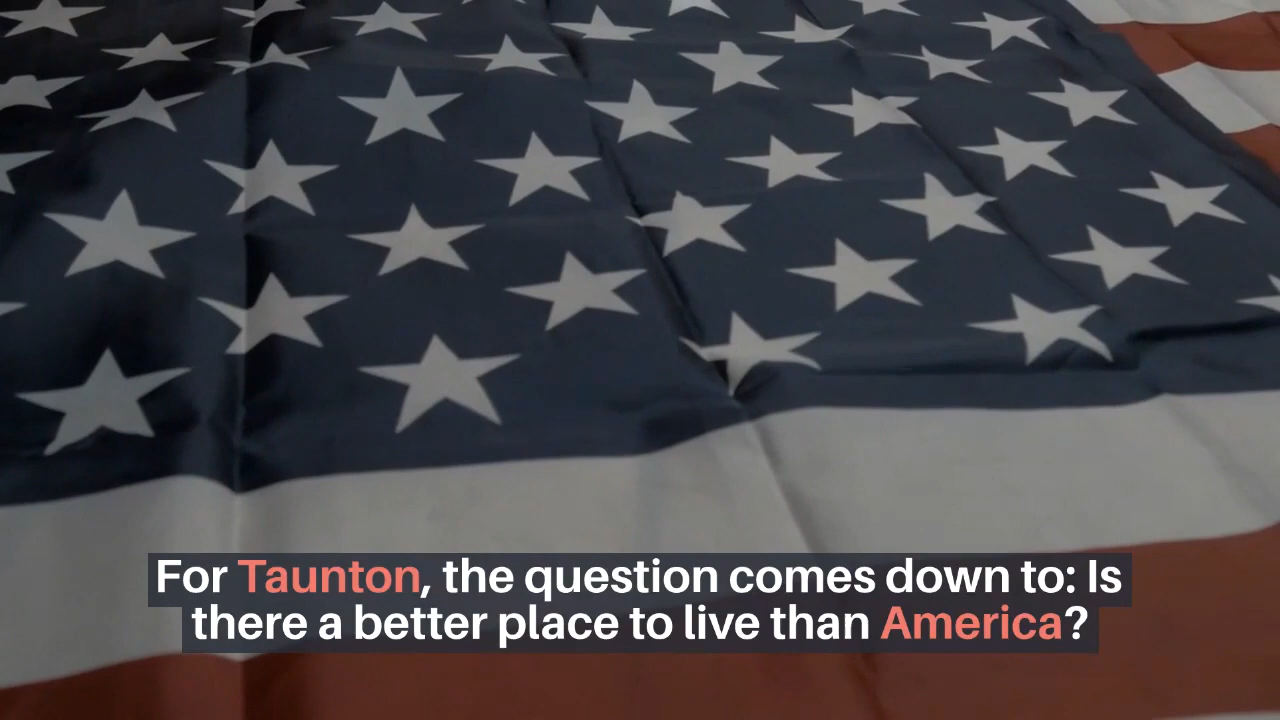 For Taunton, the question comes down to: Is
there a better place to live than America?